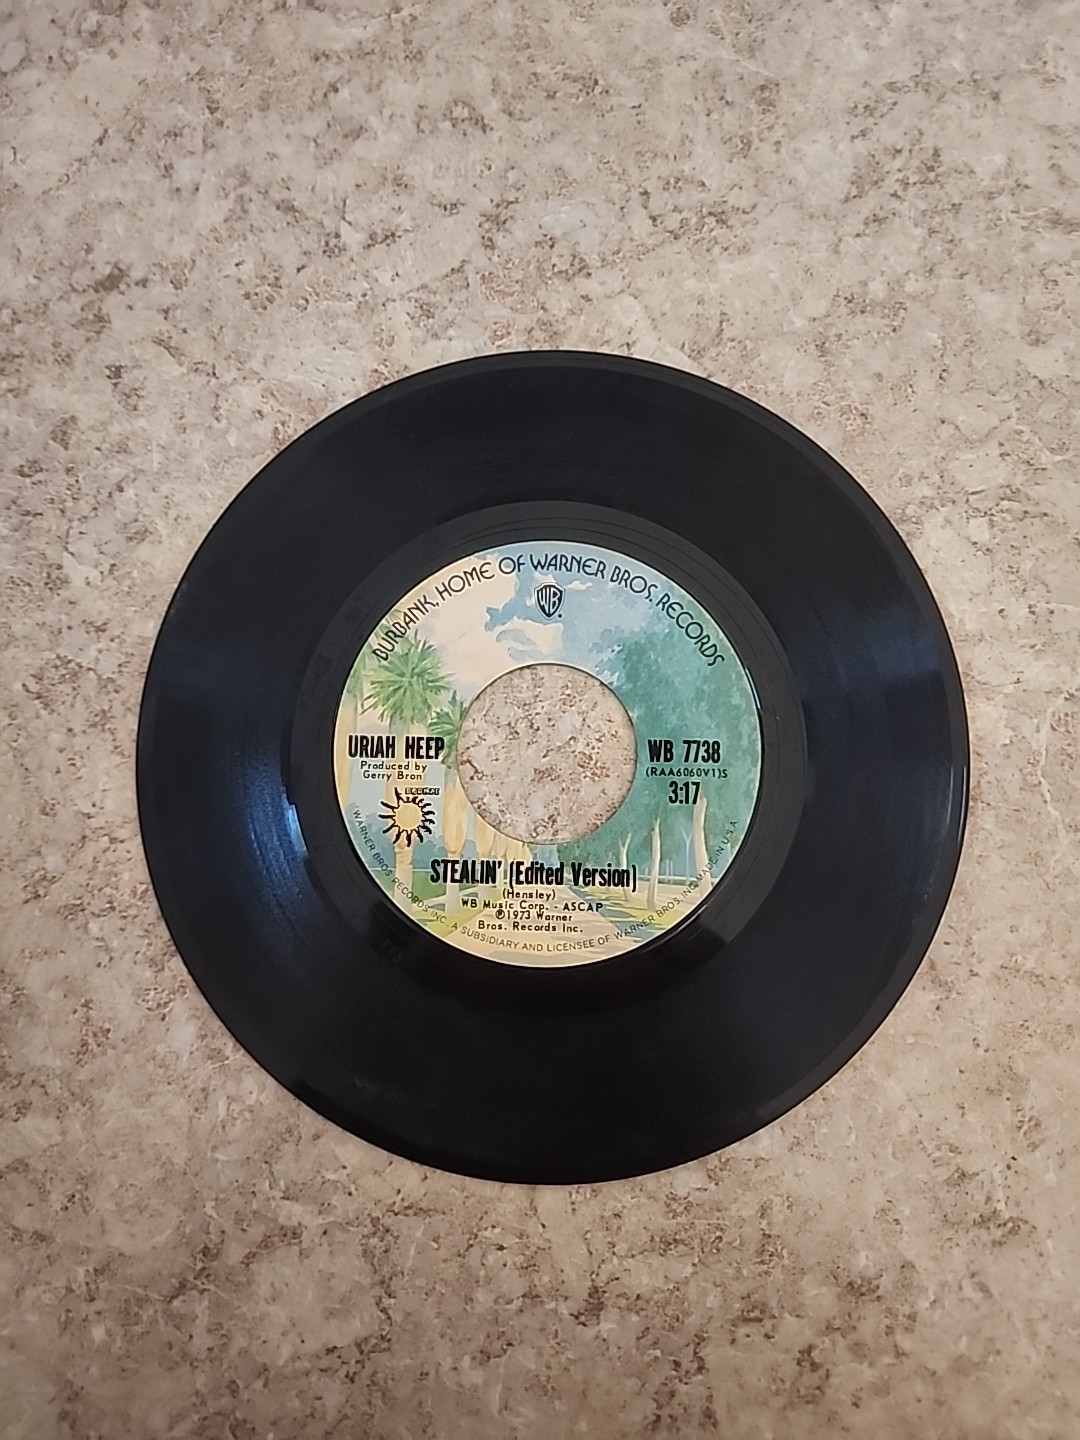 BURBANK, HOME OF WARNER BROS. RECORDS
WB
URIAH HEEP
Produced by
Gerry Bron
BRONZE
WB 7738
(RAA6060V1)S
3:17
STEALIN' (Edited Version)
(Hensley)
WB Music Corp. - ASCAP
℗1973 Warner
Bros. Records Inc.
WARNER BROS. RECORDS INC., A SUBSIDIARY AND LICENSEE OF WARNER BROS. INC. MADE IN U.S.A.